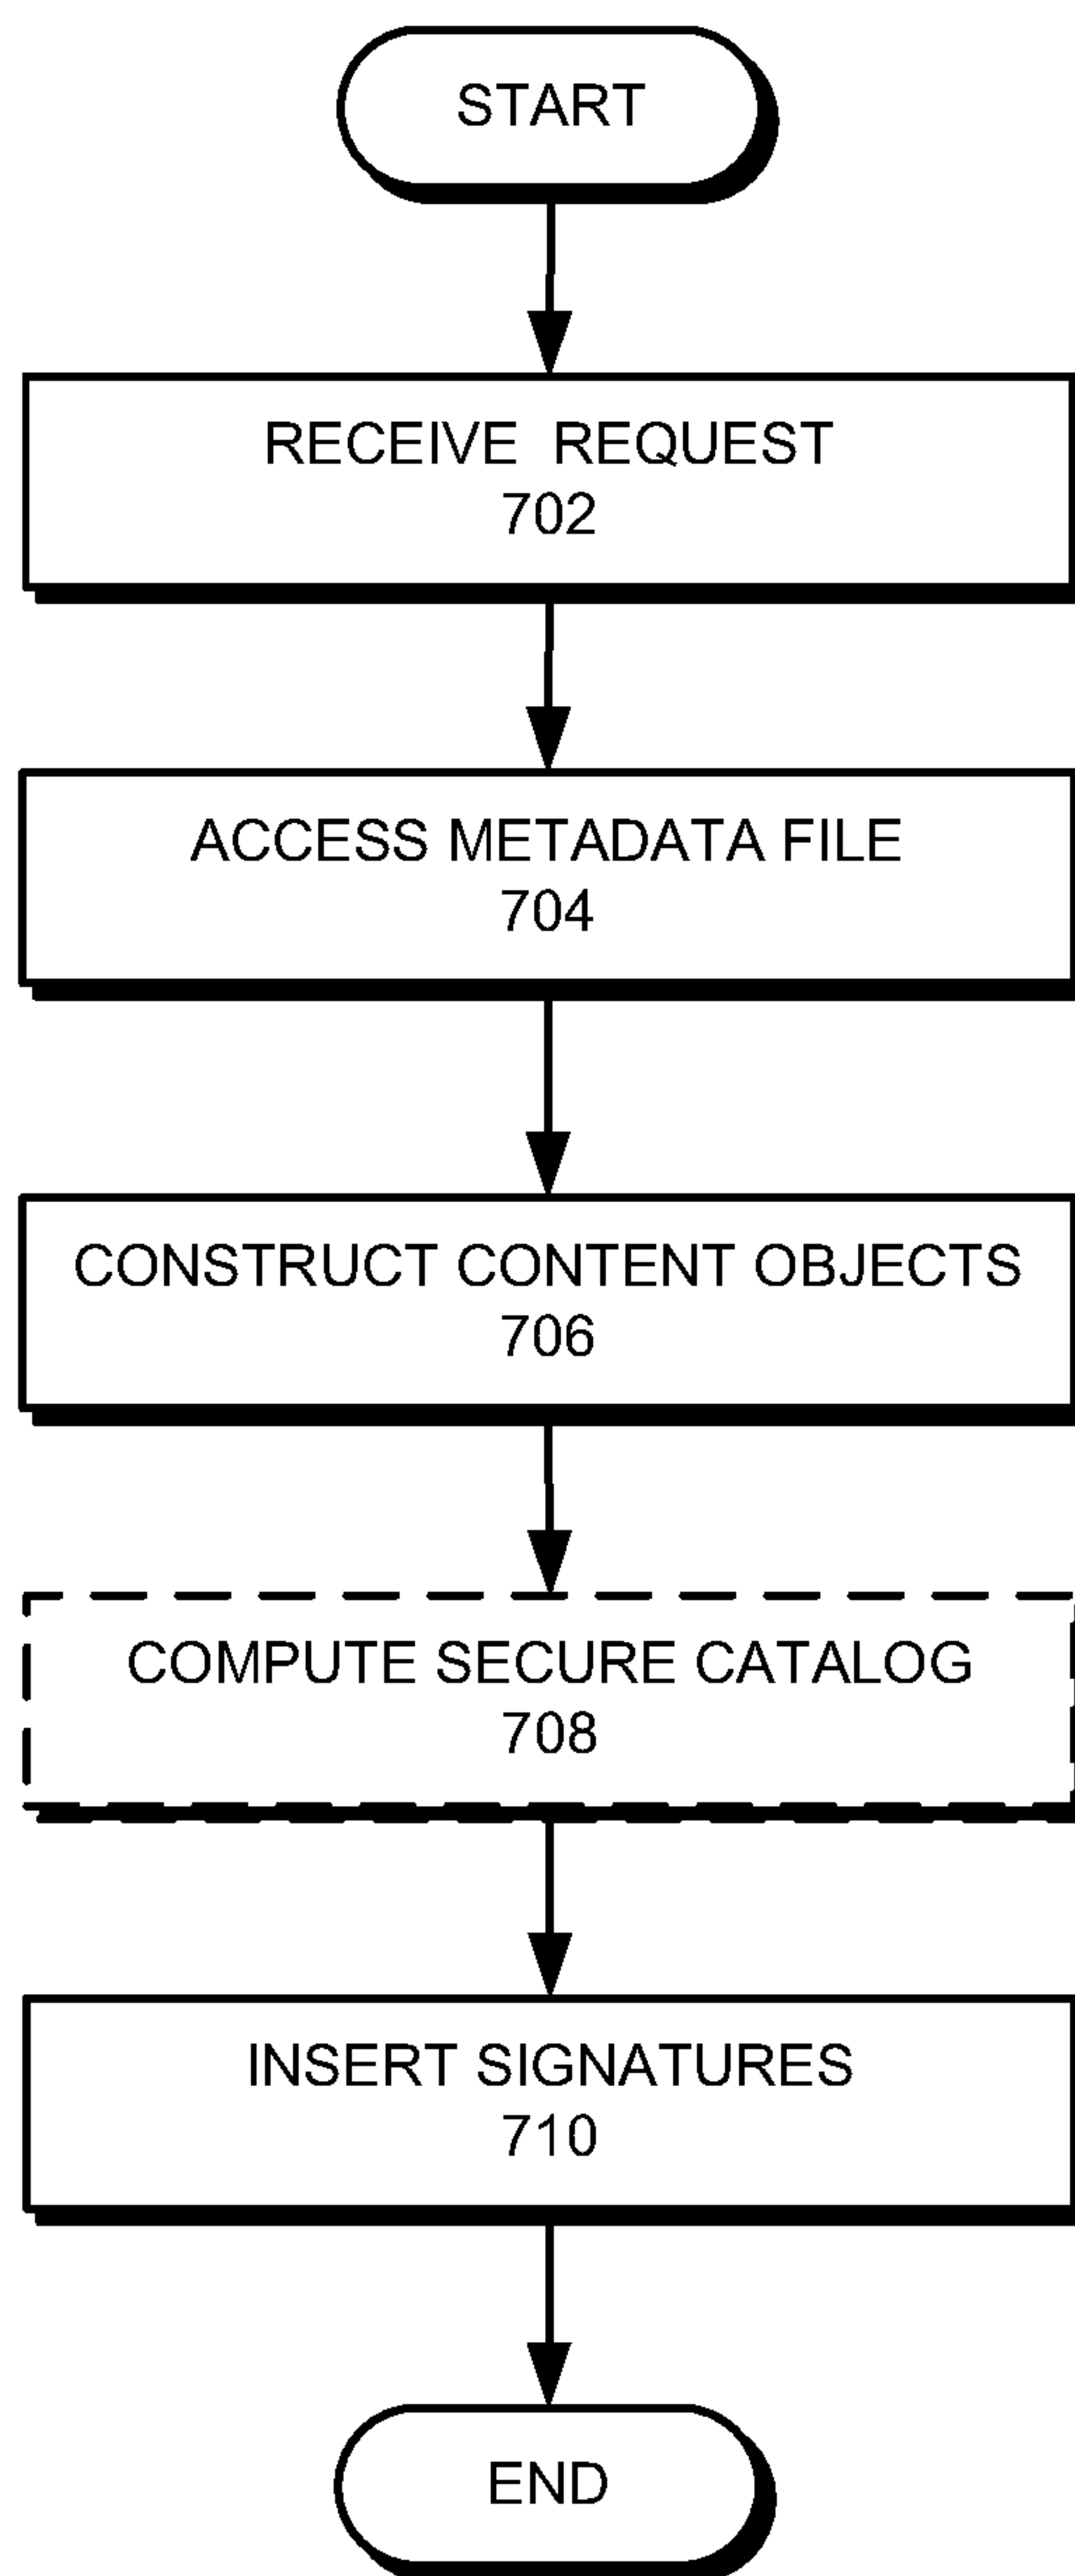 START
RECEIVE REQUEST
702
ACCESS METADATA FILE
704
CONSTRUCT CONTENT OBJECTS
706
COMPUTE SECURE CATALOG
708
INSERT SIGNATURES
710
END